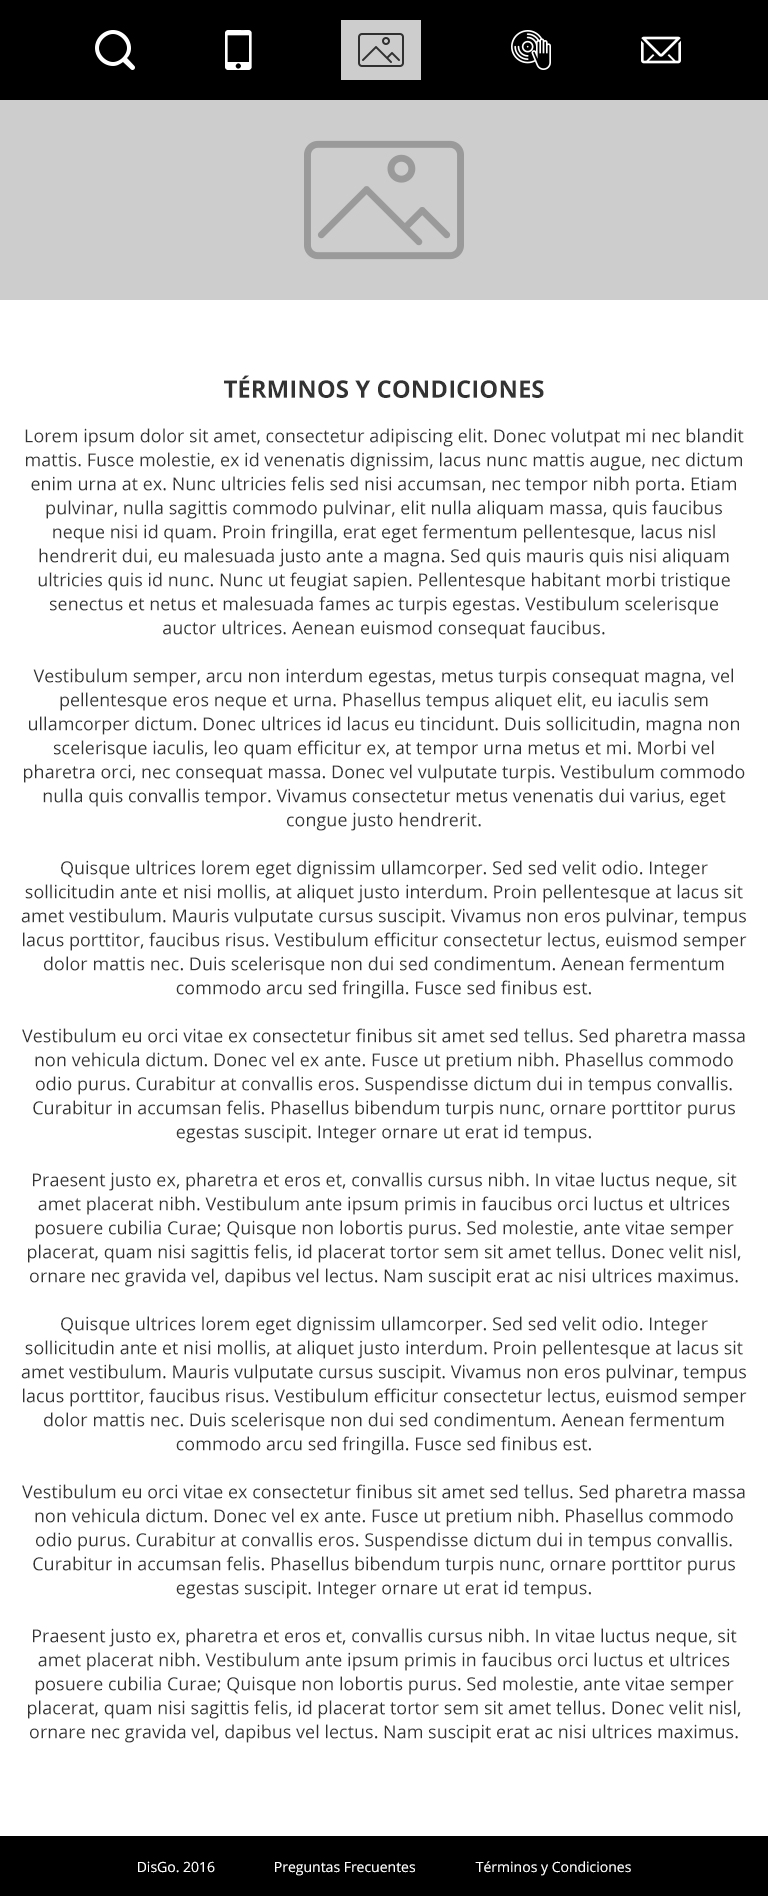 TÉRMINOS Y CONDICIONES
Lorem ipsum dolor sit amet, consectetur adipiscing elit. Donec volutpat mi nec blandit
mattis. Fusce molestie, ex id venenatis dignissim, lacus nunc mattis augue, nec dictum
enim urna at ex. Nunc ultricies felis sed nisi accumsan, nec tempor nibh porta. Etiam
pulvinar, nulla sagittis commodo pulvinar, elit nulla aliquam massa, quis faucibus
neque nisi id quam. Proin fringilla, erat eget fermentum pellentesque, lacus nisl
hendrerit dui, eu malesuada justo ante a magna. Sed quis mauris quis nisi aliquam
ultricies quis id nunc. Nunc ut feugiat sapien. Pellentesque habitant morbi tristique
senectus et netus et malesuada fames ac turpis egestas. Vestibulum scelerisque
auctor ultrices. Aenean euismod consequat faucibus.
Vestibulum semper, arcu non interdum egestas, metus turpis consequat magna, vel
pellentesque eros neque et urna. Phasellus tempus aliquet elit, eu iaculis sem
ullamcorper dictum. Donec ultrices id lacus eu tincidunt. Duis sollicitudin, magna non
scelerisque iaculis, leo quam efficitur ex, at tempor urna metus et mi. Morbi vel
pharetra orci, nec consequat massa. Donec vel vulputate turpis. Vestibulum commodo
nulla quis convallis tempor. Vivamus consectetur metus venenatis dui varius, eget
congue justo hendrerit.
Quisque ultrices lorem eget dignissim ullamcorper. Sed sed velit odio. Integer
sollicitudin ante et nisi mollis, at aliquet justo interdum. Proin pellentesque at lacus sit
amet vestibulum. Mauris vulputate cursus suscipit. Vivamus non eros pulvinar, tempus
lacus porttitor, faucibus risus. Vestibulum efficitur consectetur lectus, euismod semper
dolor mattis nec. Duis scelerisque non dui sed condimentum. Aenean fermentum
commodo arcu sed fringilla. Fusce sed finibus est.
Vestibulum eu orci vitae ex consectetur finibus sit amet sed tellus. Sed pharetra massa
non vehicula dictum. Donec vel ex ante. Fusce ut pretium nibh. Phasellus commodo
odio purus. Curabitur at convallis eros. Suspendisse dictum dui in tempus convallis.
Curabitur in accumsan felis. Phasellus bibendum turpis nunc, ornare porttitor purus
egestas suscipit. Integer ornare ut erat id tempus.
Praesent justo ex, pharetra et eros et, convallis cursus nibh. In vitae luctus neque, sit
amet placerat nibh. Vestibulum ante ipsum primis in faucibus orci luctus et ultrices
posuere cubilia Curae; Quisque non lobortis purus. Sed molestie, ante vitae semper
placerat, quam nisi sagittis felis, id placerat tortor sem sit amet tellus. Donec velit nisl,
ornare nec gravida vel, dapibus vel lectus. Nam suscipit erat ac nisi ultrices maximus.
Quisque ultrices lorem eget dignissim ullamcorper. Sed sed velit odio. Integer
sollicitudin ante et nisi mollis, at aliquet justo interdum. Proin pellentesque at lacus sit
amet vestibulum. Mauris vulputate cursus suscipit. Vivamus non eros pulvinar, tempus
lacus porttitor, faucibus risus. Vestibulum efficitur consectetur lectus, euismod semper
dolor mattis nec. Duis scelerisque non dui sed condimentum. Aenean fermentum
commodo arcu sed fringilla. Fusce sed finibus est.
Vestibulum eu orci vitae ex consectetur finibus sit amet sed tellus. Sed pharetra massa
non vehicula dictum. Donec vel ex ante. Fusce ut pretium nibh. Phasellus commodo
odio purus. Curabitur at convallis eros. Suspendisse dictum dui in tempus convallis.
Curabitur in accumsan felis. Phasellus bibendum turpis nunc, ornare porttitor purus
egestas suscipit. Integer ornare ut erat id tempus.
Praesent justo ex, pharetra et eros et, convallis cursus nibh. In vitae luctus neque, sit
amet placerat nibh. Vestibulum ante ipsum primis in faucibus orci luctus et ultrices
posuere cubilia Curae; Quisque non lobortis purus. Sed molestie, ante vitae semper
placerat, quam nisi sagittis felis, id placerat tortor sem sit amet tellus. Donec velit nisl,
ornare nec gravida vel, dapibus vel lectus. Nam suscipit erat ac nisi ultrices maximus.
DisGo. 2016 Preguntas Frecuentes Términos y Condiciones